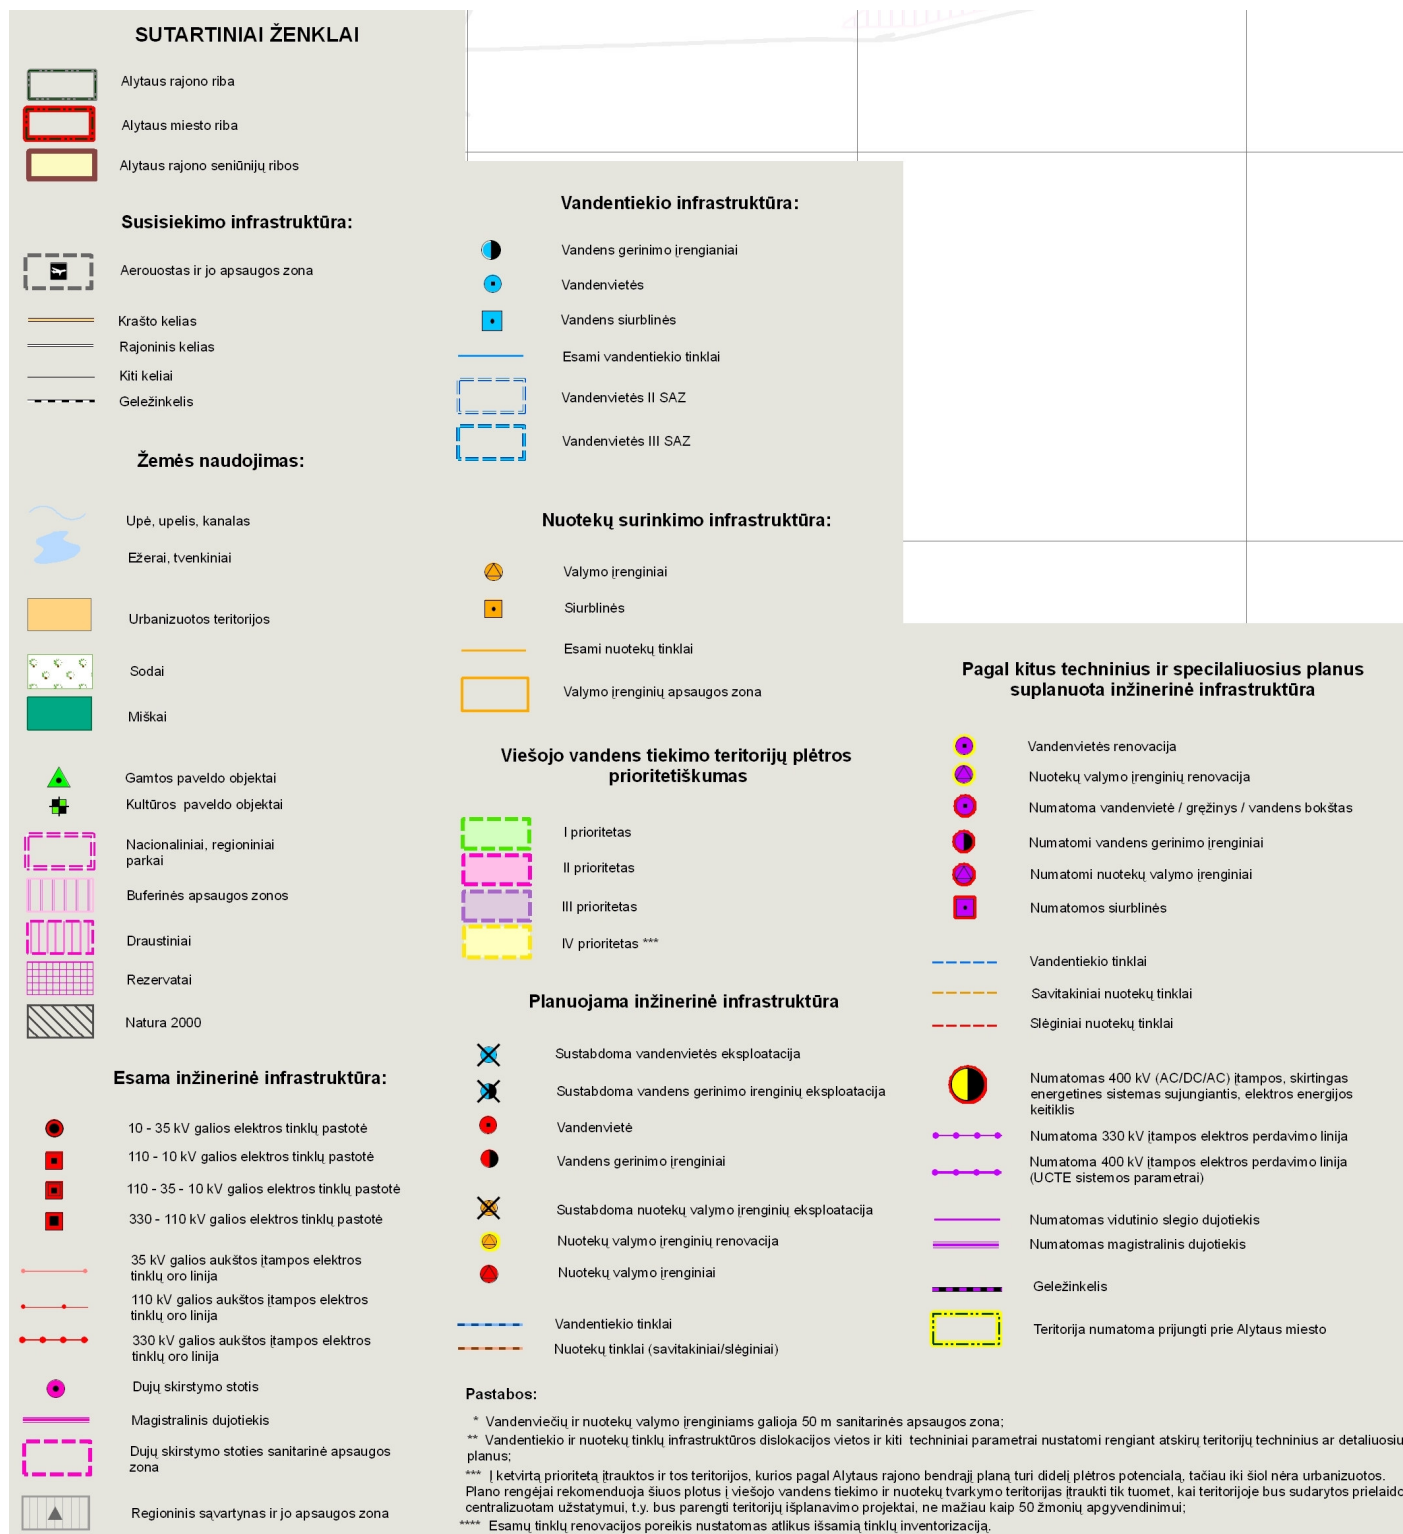 SUTARTINIAI ŽENKLAI
Alytaus rajono riba
Alytaus miesto riba
Alytaus rajono seniūnijų ribos
Susisiekimo infrastruktūra:
Aerouostas ir jo apsaugos zona
Krašto kelias
Rajoninis kelias
Kiti keliai
Geležinkelis
Žemės naudojimas:
Upė, upelis, kanalas
Ežerai, tvenkiniai
Urbanizuotos teritorijos
Sodai
Miškai
Gamtos paveldo objektai
Kultūros paveldo objektai
Nacionaliniai, regioniniai
parkai
Buferinės apsaugos zonos
Draustiniai
Rezervatai
Natura 2000
Esama inžinerinė infrastruktūra:
10 - 35 kV galios elektros tinklų pastotė
110 - 10 kV galios elektros tinklų pastotė
110 - 35 - 10 kV galios elektros tinklų pastotė
330 - 110 kV galios elektros tinklų pastotė
35 kV galios aukštos įtampos elektros
tinklų oro linija
110 kV galios aukštos įtampos elektros
tinklų oro linija
330 kV galios aukštos įtampos elektros
tinklų oro linija
Dujų skirstymo stotis
Magistralinis dujotiekis
Dujų skirstymo stoties sanitarinė apsaugos
zona
Regioninis sąvartynas ir jo apsaugos zona
Vandentiekio infrastruktūra:
Vandens gerinimo įrengianiai
Vandenvietės
Vandens siurblinės
Esami vandentiekio tinklai
Vandenvietės II SAZ
Vandenvietės III SAZ
Nuotekų surinkimo infrastruktūra:
Valymo įrenginiai
Siurblinės
Esami nuotekų tinklai
Valymo įrenginių apsaugos zona
Viešojo vandens tiekimo teritorijų plėtros
prioritetiškumas
I prioritetas
II prioritetas
III prioritetas
IV prioritetas ***
Planuojama inžinerinė infrastruktūra
Sustabdoma vandenvietės eksploatacija
Sustabdoma vandens gerinimo irenginių eksploatacija
Vandenvietė
Vandens gerinimo įrenginiai
Sustabdoma nuotekų valymo įrenginių eksploatacija
Nuotekų valymo įrenginių renovacija
Nuotekų valymo įrenginiai
Vandentiekio tinklai
Nuotekų tinklai (savitakiniai/slėginiai)
Pagal kitus techninius ir specilaliuosius planus
suplanuota inžinerinė infrastruktūra
Vandenvietės renovacija
Nuotekų valymo įrenginių renovacija
Numatoma vandenvietė / gręžinys / vandens bokštas
Numatomi vandens gerinimo įrenginiai
Numatomi nuotekų valymo įrenginiai
Numatomos siurblinės
Vandentiekio tinklai
Savitakiniai nuotekų tinklai
Slėginiai nuotekų tinklai
Numatomas 400 kV (AC/DC/AC) įtampos, skirtingas
energetines sistemas sujungiantis, elektros energijos
keitiklis
Numatoma 330 kV įtampos elektros perdavimo linija
Numatoma 400 kV įtampos elektros perdavimo linija
(UCTE sistemos parametrai)
Numatomas vidutinio slegio dujotiekis
Numatomas magistralinis dujotiekis
Geležinkelis
Teritorija numatoma prijungti prie Alytaus miesto
Pastabos:
* Vandenviečių ir nuotekų valymo įrenginiams galioja 50 m sanitarinės apsaugos zona;
** Vandentiekio ir nuotekų tinklų infrastruktūros dislokacijos vietos ir kiti techniniai parametrai nustatomi rengiant atskirų teritorijų techninius ar detaliuosiu
planus;
*** Į ketvirtą prioritetą įtrauktos ir tos teritorijos, kurios pagal Alytaus rajono bendrąjį planą turi didelį plėtros potencialą, tačiau iki šiol nėra urbanizuotos.
Plano rengėjai rekomenduoja šiuos plotus į viešojo vandens tiekimo ir nuotekų tvarkymo teritorijas įtraukti tik tuomet, kai teritorijoje bus sudarytos prielaido
centralizuotam užstatymui, t.y. bus parengti teritorijų išplanavimo projektai, ne mažiau kaip 50 žmonių apgyvendinimui;
**** Esamų tinklų renovacijos poreikis nustatomas atlikus išsamią tinklų inventorizaciją.